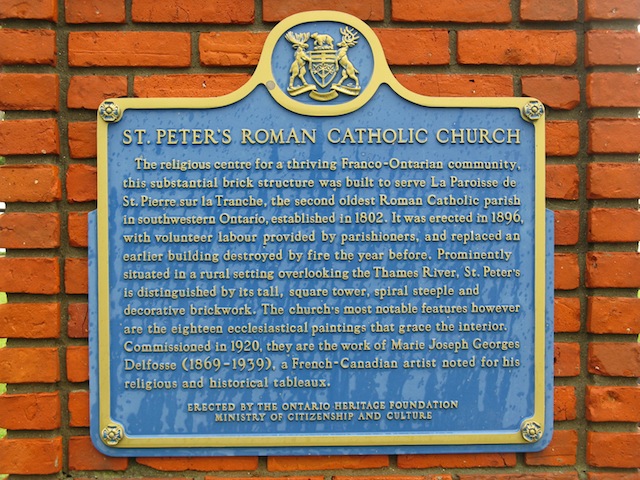 ST. PETER'S ROMAN CATHOLIC CHURCH
The religious centre for a thriving Franco-Ontarian community,
this substantial brick structure was built to serve La Paroisse de
St. Pierre sur la Tranche, the second oldest Roman Catholic parish
in southwestern Ontario, established in 1802. It was erected in 1896,
with volunteer labour provided by parishioners, and replaced an
earlier building destroyed by fire the year before. Prominently
situated in a rural setting overlooking the Thames River, St. Peter's
is distinguished by its tall, square tower, spiral steeple and
decorative brickwork. The church's most notable features however
are the eighteen ecclesiastical paintings that grace the interior.
Commissioned in 1920, they are the work of Marie Joseph Georges
Delfosse (1869-1939), a French-Canadian artist noted for his
religious and historical tableaux.
ERECTED BY THE ONTARIO HERITAGE FOUNDATION
MINISTRY OF CITIZENSHIP AND CULTURE